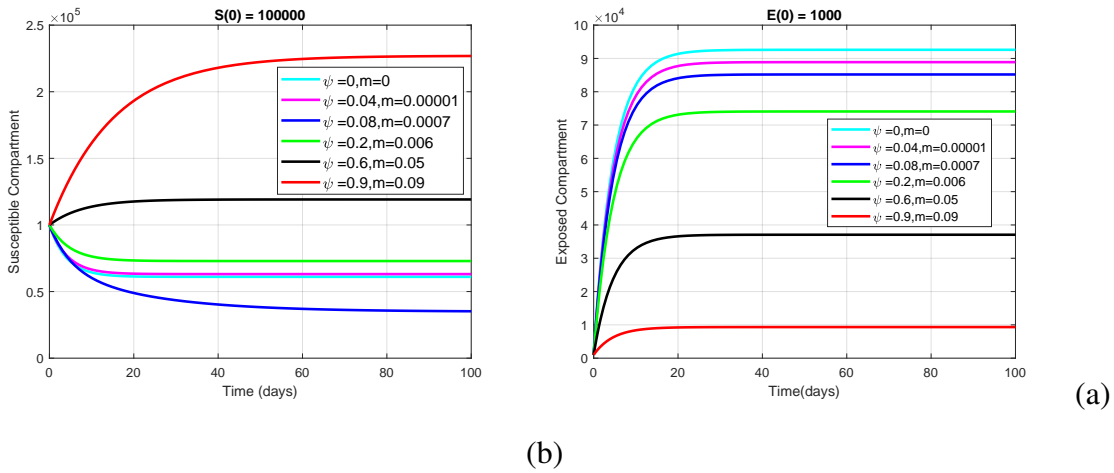 S(0) = 100000
×10⁵
2.5
2
1.5
1
0.5
0
Susceptible Compartment
ψ =0,m=0
ψ =0.04,m=0.00001
ψ =0.08,m=0.0007
ψ =0.2,m=0.006
ψ =0.6,m=0.05
ψ =0.9,m=0.09
0 20 40 60 80 100
Time (days)
E(0) = 1000
×10⁴
10
9
8
7
6
5
4
3
2
1
0
Exposed Compartment
ψ =0,m=0
ψ =0.04,m=0.00001
ψ =0.08,m=0.0007
ψ =0.2,m=0.006
ψ =0.6,m=0.05
ψ =0.9,m=0.09
0 20 40 60 80 100
Time(days)
(a)
(b)